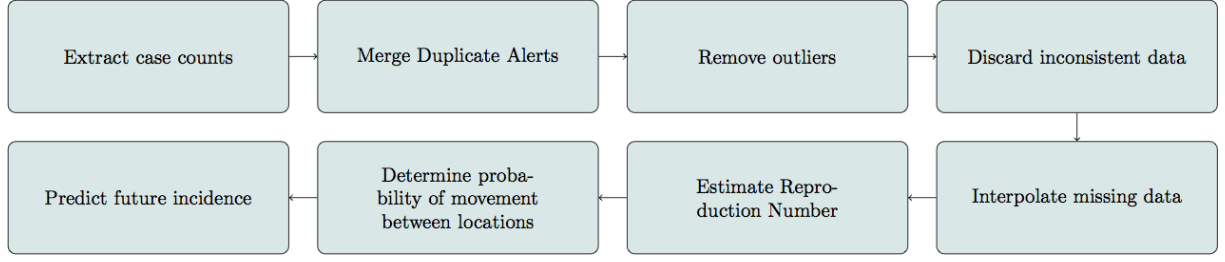 Extract case counts
Merge Duplicate Alerts
Remove outliers
Discard inconsistent data
Interpolate missing data
Estimate Repro-
duction Number
Determine proba-
bility of movement
between locations
Predict future incidence